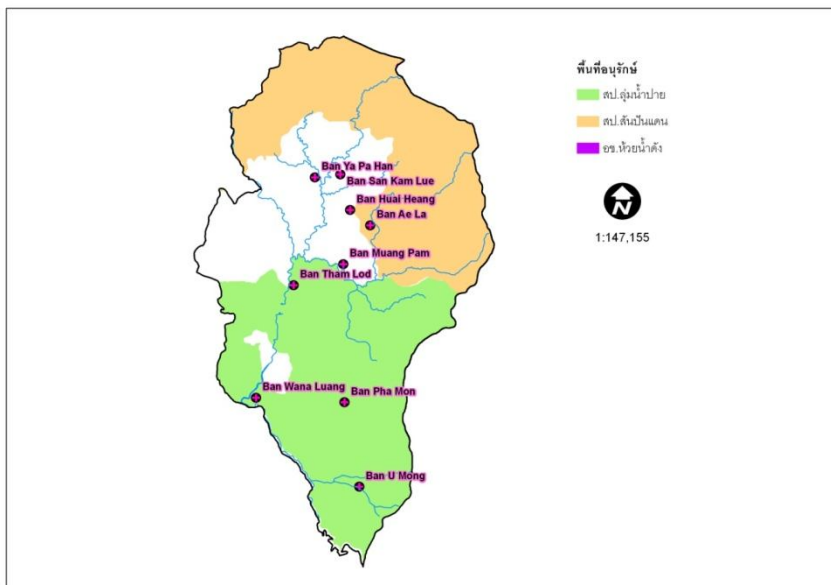 พื้นที่อนุรักษ์
สป.ลุ่มน้ำปาย
สป.สันปันแดน
อช.ห้วยน้ำดัง
N
1:147,155
Ban Ya Pa Han
Ban San Kam Lue
Ban Huai Heang
Ban Ae La
Ban Muang Pam
Ban Tham Lod
Ban Wana Luang
Ban Pha Mon
Ban U Mong